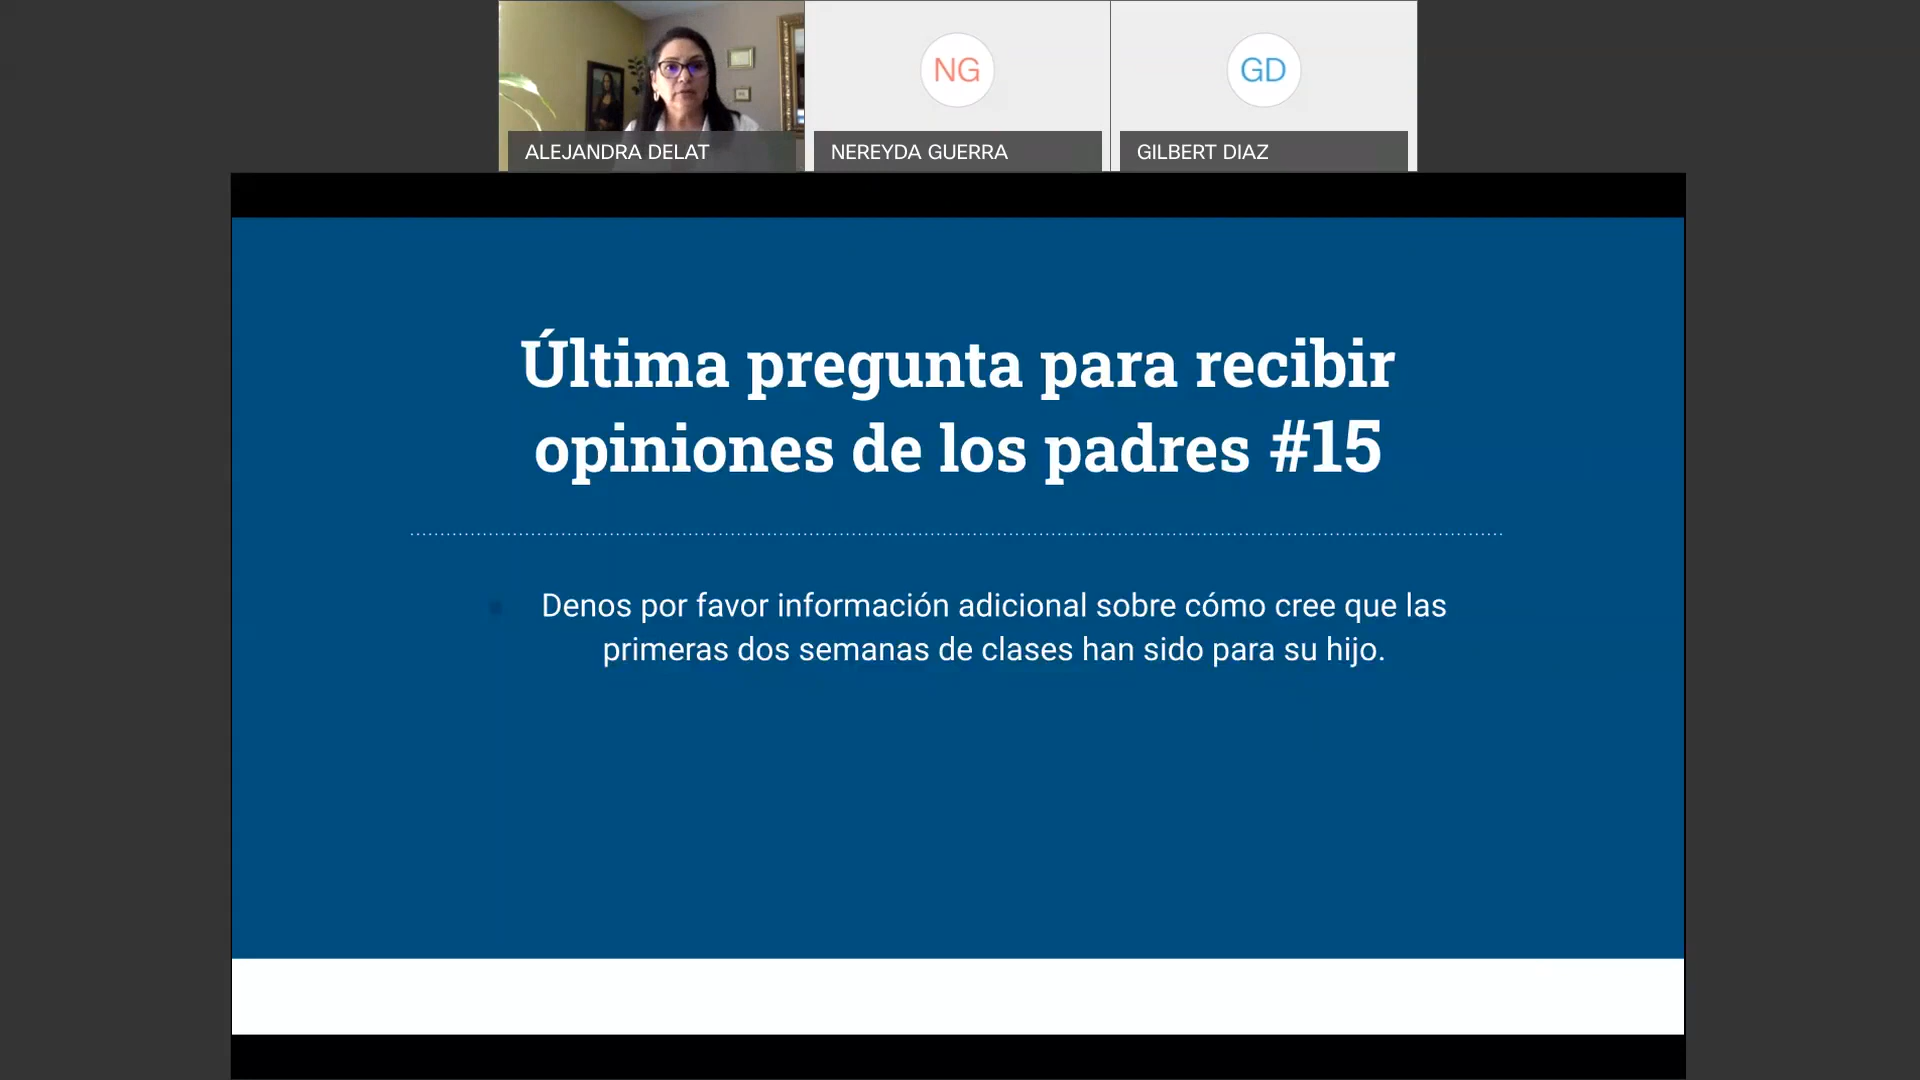 NG
GD
ALEJANDRA DELAT
NEREYDA GUERRA
GILBERT DIAZ
Última pregunta para recibir
opiniones de los padres #15
Denos por favor información adicional sobre cómo cree que las
primeras dos semanas de clases han sido para su hijo.